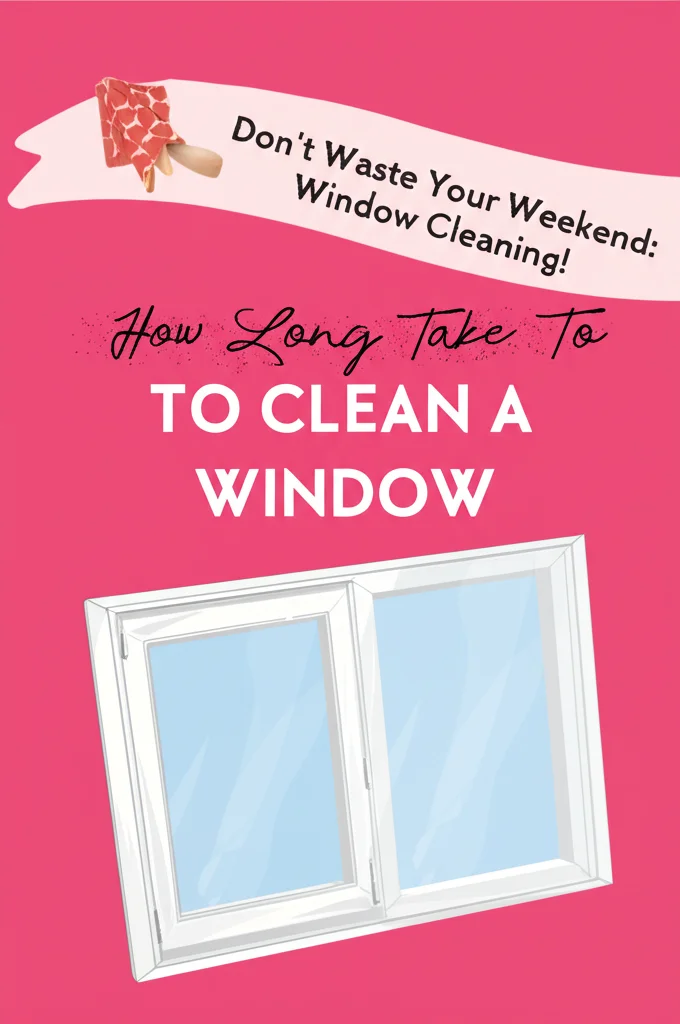 Don't Waste Your Weekend:
Window Cleaning!
How Long Take To
TO CLEAN A
WINDOW